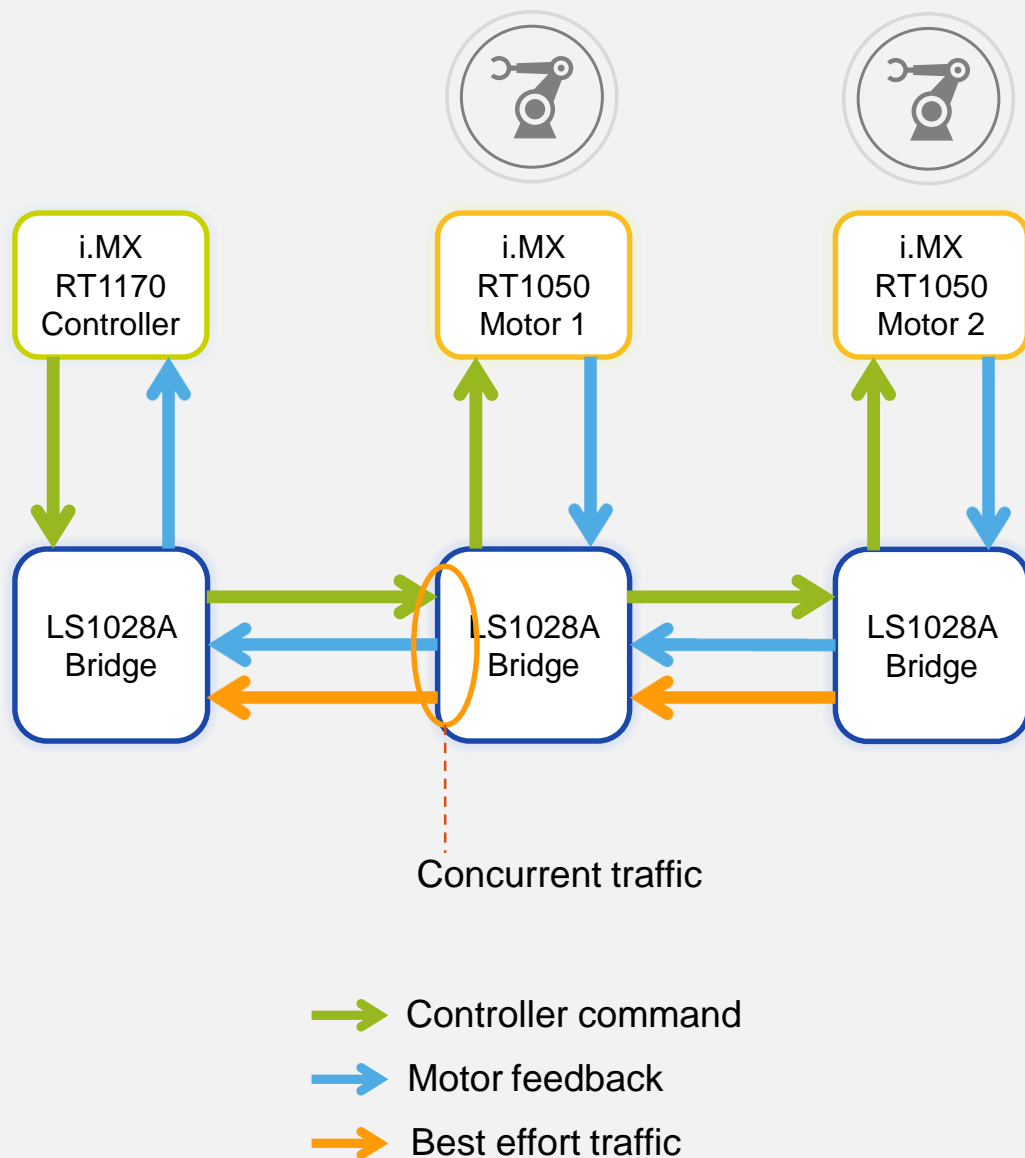 i.MX
RT1170
Controller
i.MX
RT1050
Motor 1
i.MX
RT1050
Motor 2
LS1028A
Bridge
LS1028A
Bridge
LS1028A
Bridge
Concurrent traffic
Controller command
Motor feedback
Best effort traffic